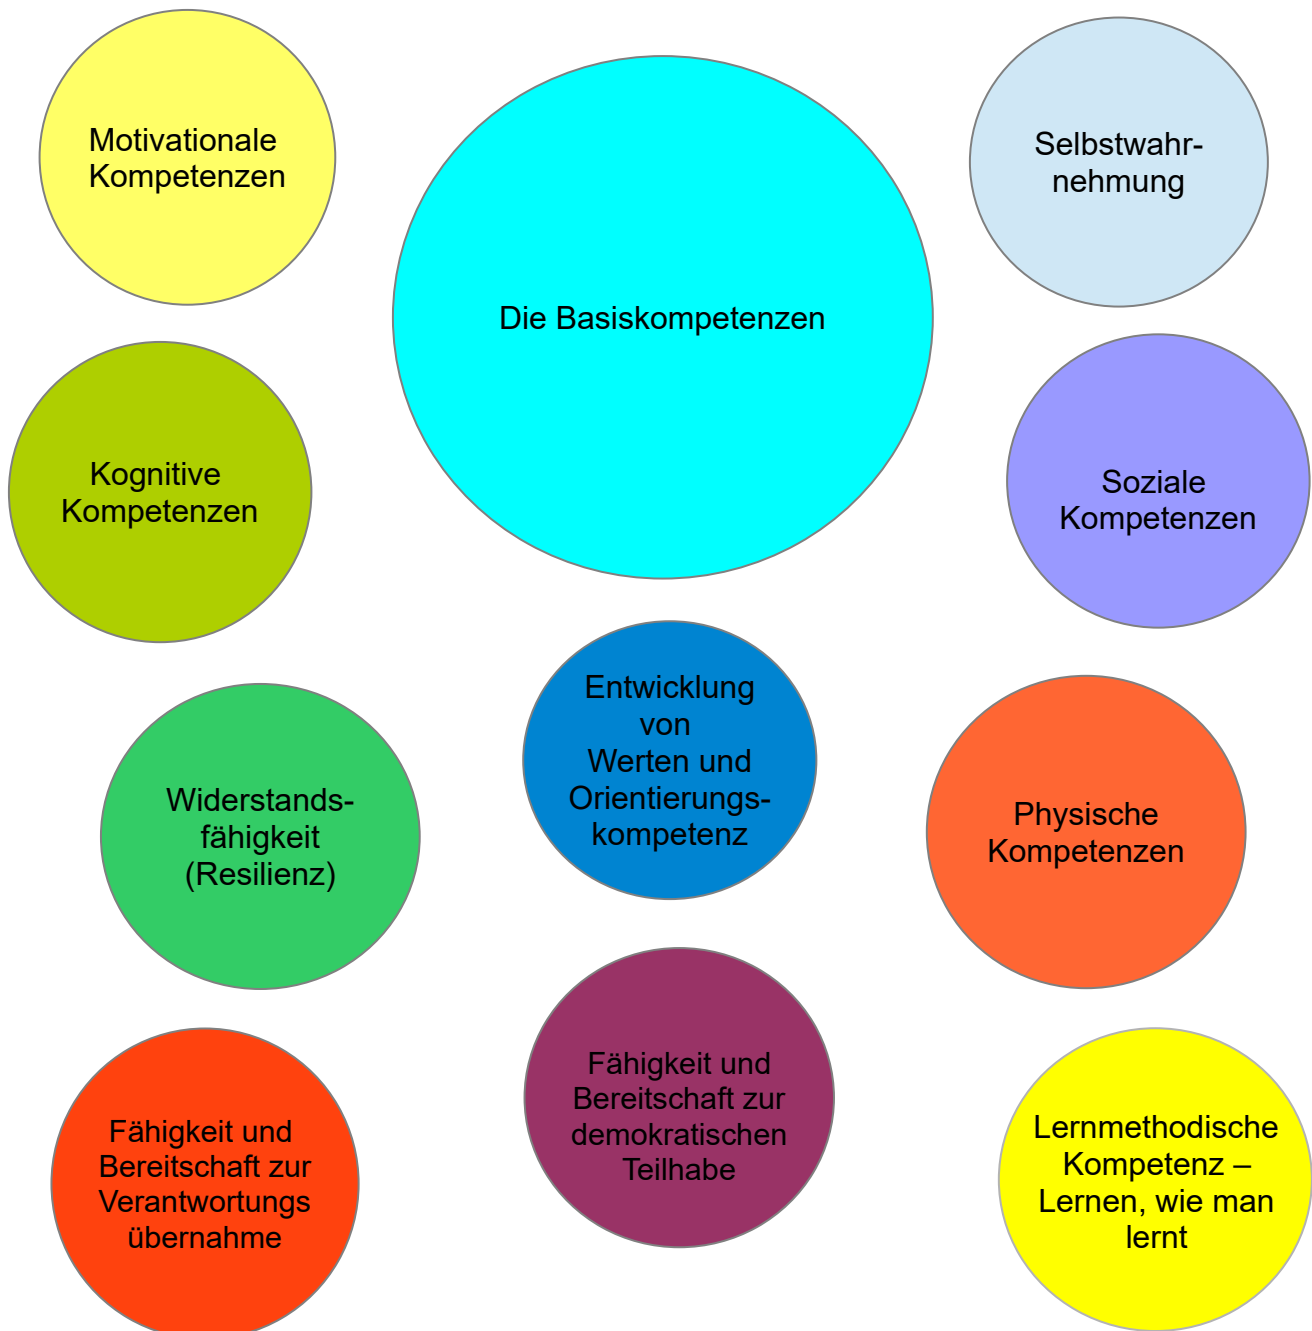 Motivationale
Kompetenzen
Die Basiskompetenzen
Selbstwahr-
nehmung
Kognitive
Kompetenzen
Soziale
Kompetenzen
Widerstands-
fähigkeit
(Resilienz)
Entwicklung
von
Werten und
Orientierungs-
kompetenz
Physische
Kompetenzen
Fähigkeit und
Bereitschaft zur
Verantwortungs
übernahme
Fähigkeit und
Bereitschaft zur
demokratischen
Teilhabe
Lernmethodische
Kompetenz –
Lernen, wie man
lernt